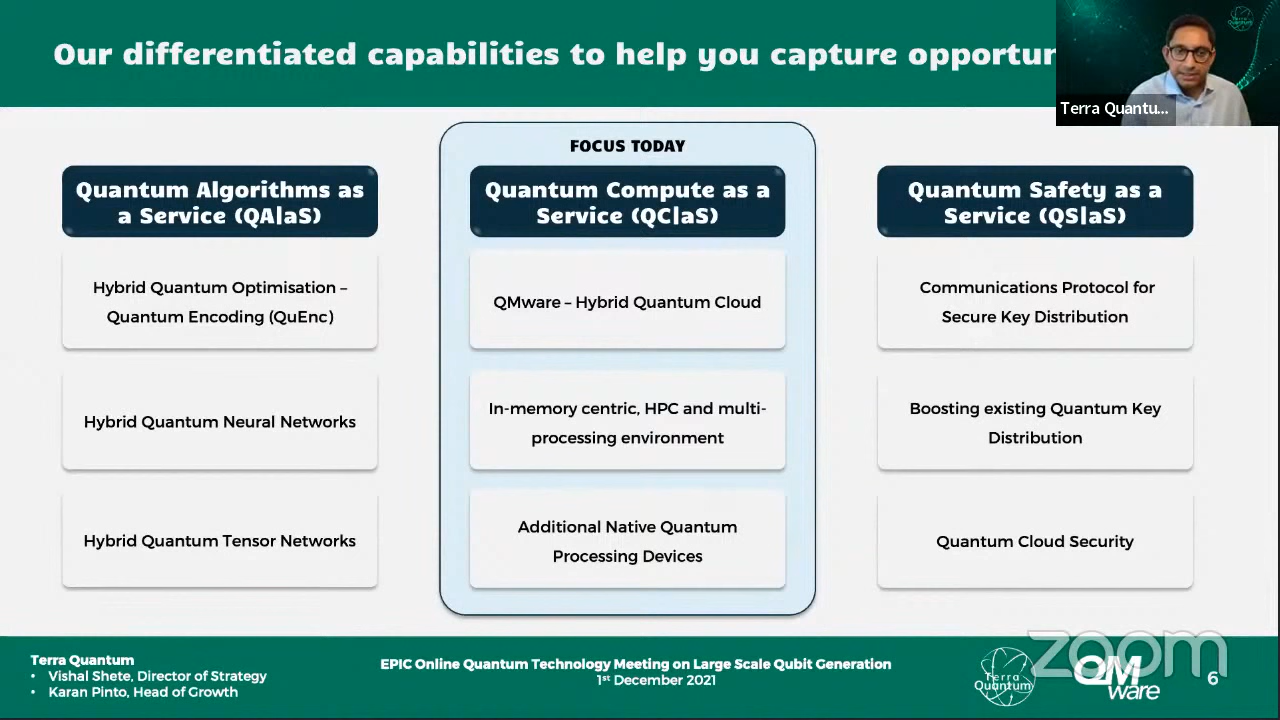 Our differentiated capabilities to help you capture opportun
Terra Quantu...
FOCUS TODAY
Quantum Algorithms as
a Service (QA|aS)
Hybrid Quantum Optimisation –
Quantum Encoding (QuEnc)
Hybrid Quantum Neural Networks
Hybrid Quantum Tensor Networks
Quantum Compute as a
Service (QC|aS)
QMware – Hybrid Quantum Cloud
In-memory centric, HPC and multi-
processing environment
Additional Native Quantum
Processing Devices
Quantum Safety as a
Service (QS|aS)
Communications Protocol for
Secure Key Distribution
Boosting existing Quantum Key
Distribution
Quantum Cloud Security
Terra Quantum
• Vishal Shete, Director of Strategy
• Karan Pinto, Head of Growth
EPIC Online Quantum Technology Meeting on Large Scale Qubit Generation
1st December 2021
Terra
Quantum
QM
ware
zoom
6